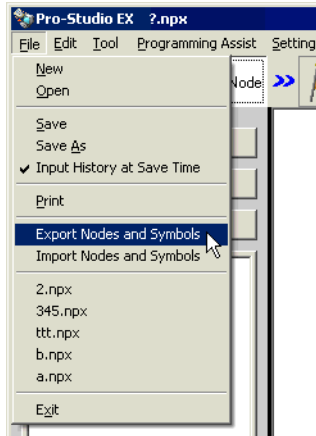 Pro-Studio EX ?.npx
File Edit Tool Programming Assist Setting
New
Node
Open
Save
Save As
Input History at Save Time
Print
Export Nodes and Symbols
Import Nodes and Symbols
2.npx
345.npx
ttt.npx
b.npx
a.npx
Exit